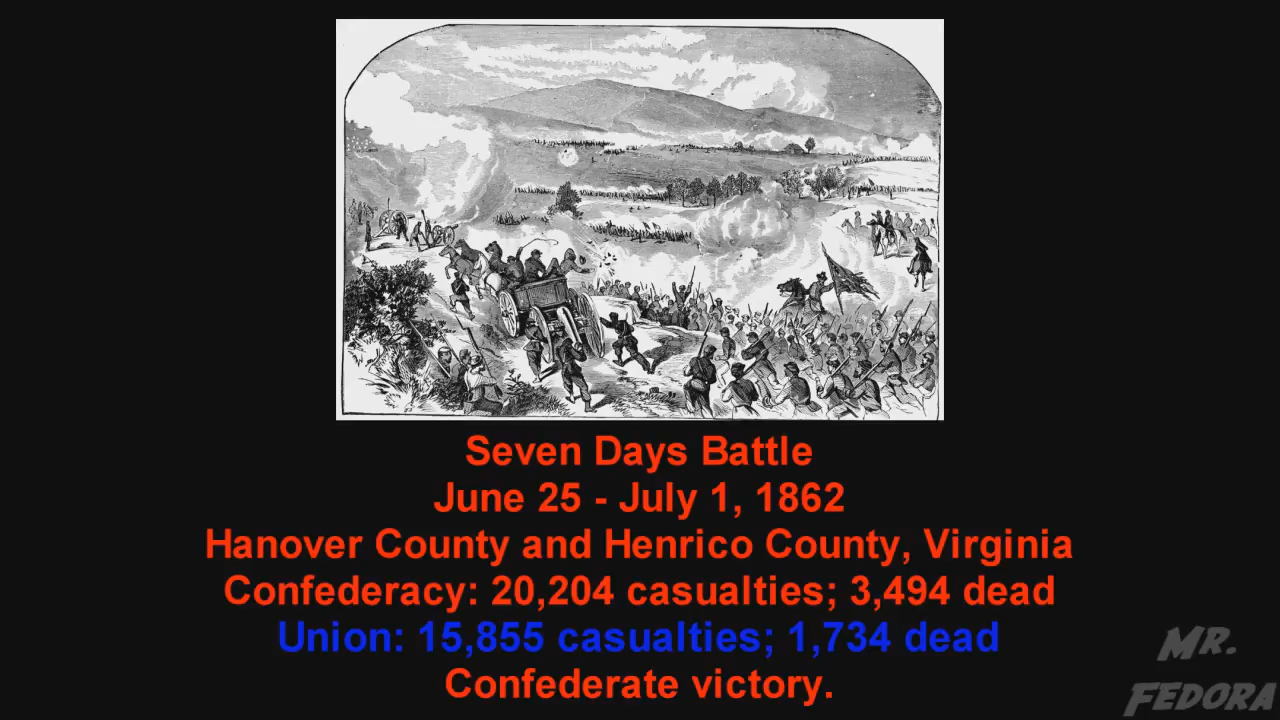 Seven Days Battle
June 25 - July 1, 1862
Hanover County and Henrico County, Virginia
Confederacy: 20,204 casualties; 3,494 dead
Union: 15,855 casualties; 1,734 dead
Confederate victory.
MR.
FEDORA